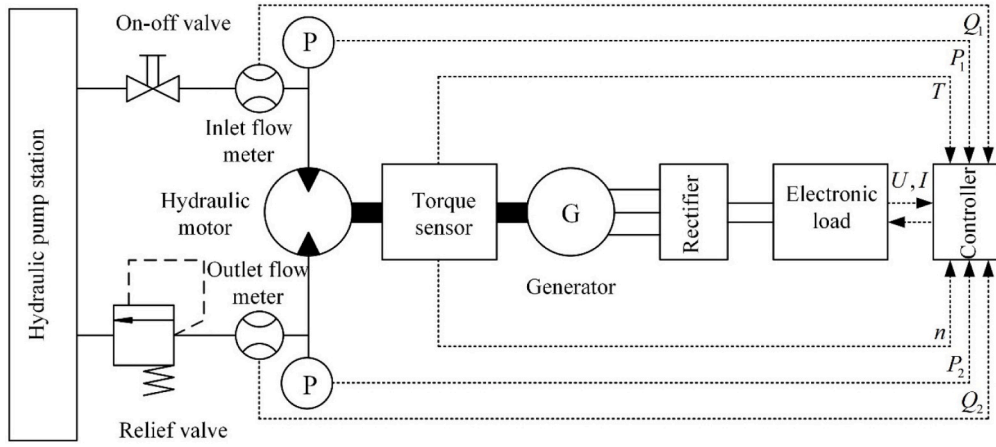 On-off valve
P
Q₁
P₁
T
Inlet flow
meter
Hydraulic pump station
Hydraulic
motor
Torque
sensor
G
Rectifier
Electronic
load
U, I
Controller
Outlet flow
meter
Generator
n
P
P₂
Relief valve
Q₂